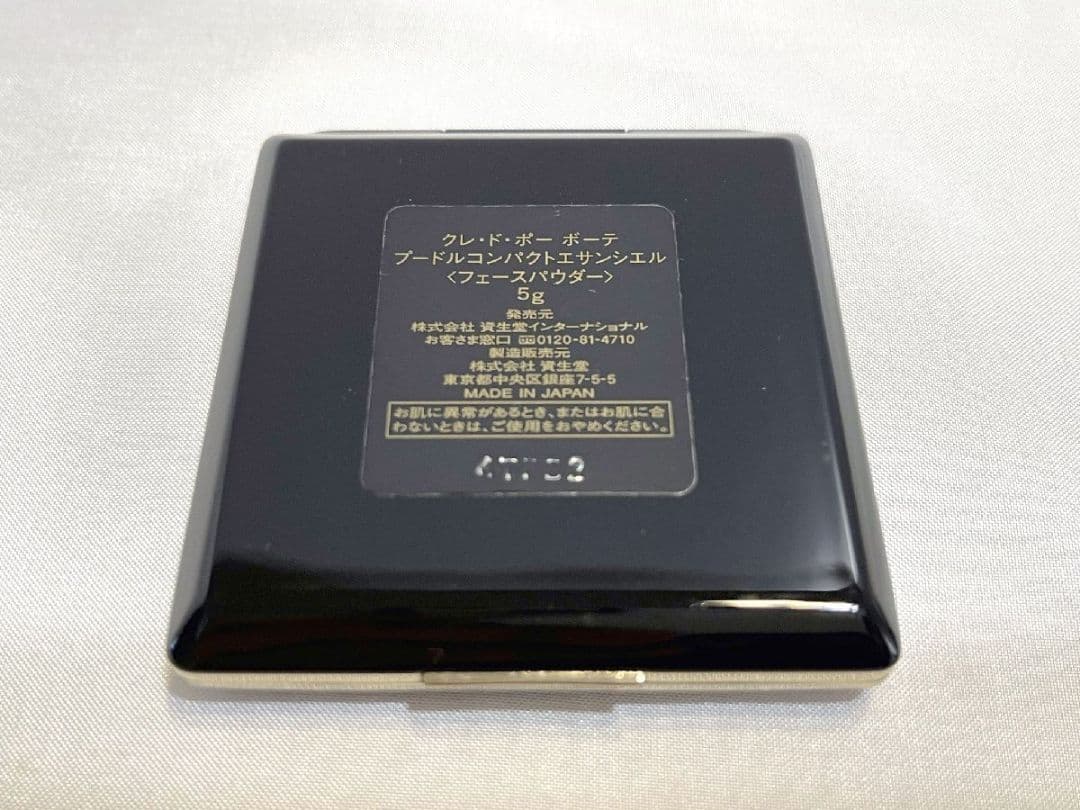 クレ・ド・ポー ボーテ
プードルコンパクトエサンシエル
〈フェースパウダー〉
5g
発売元
株式会社 資生堂インターナショナル
お客さま窓口 0120-81-4710
製造販売元
株式会社 資生堂
東京都中央区銀座7-5-5
MADE IN JAPAN
お肌に異常があるとき、またはお肌に合
わないときは、ご使用をおやめください。